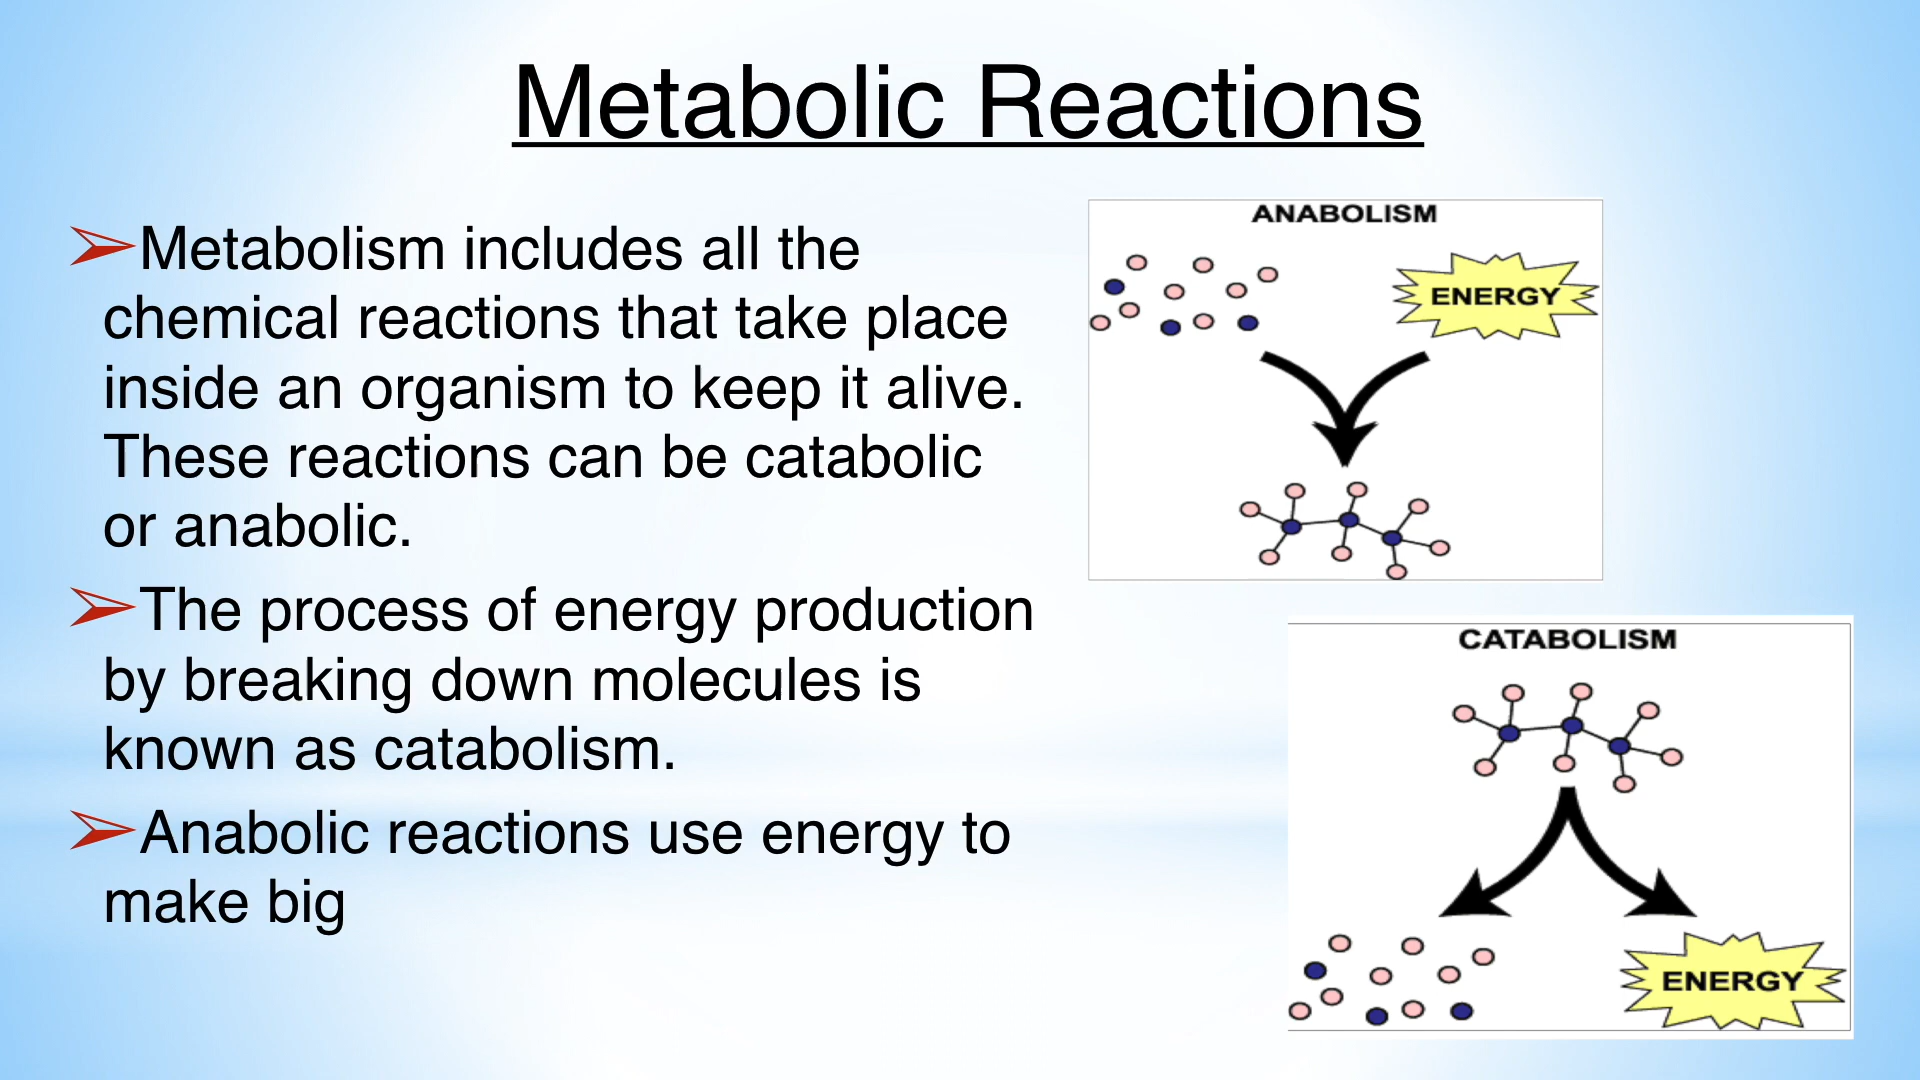 Metabolic Reactions
➢Metabolism includes all the
chemical reactions that take place
inside an organism to keep it alive.
These reactions can be catabolic
or anabolic.
➢The process of energy production
by breaking down molecules is
known as catabolism.
➢Anabolic reactions use energy to
make big
ANABOLISM
ENERGY
CATABOLISM
ENERGY